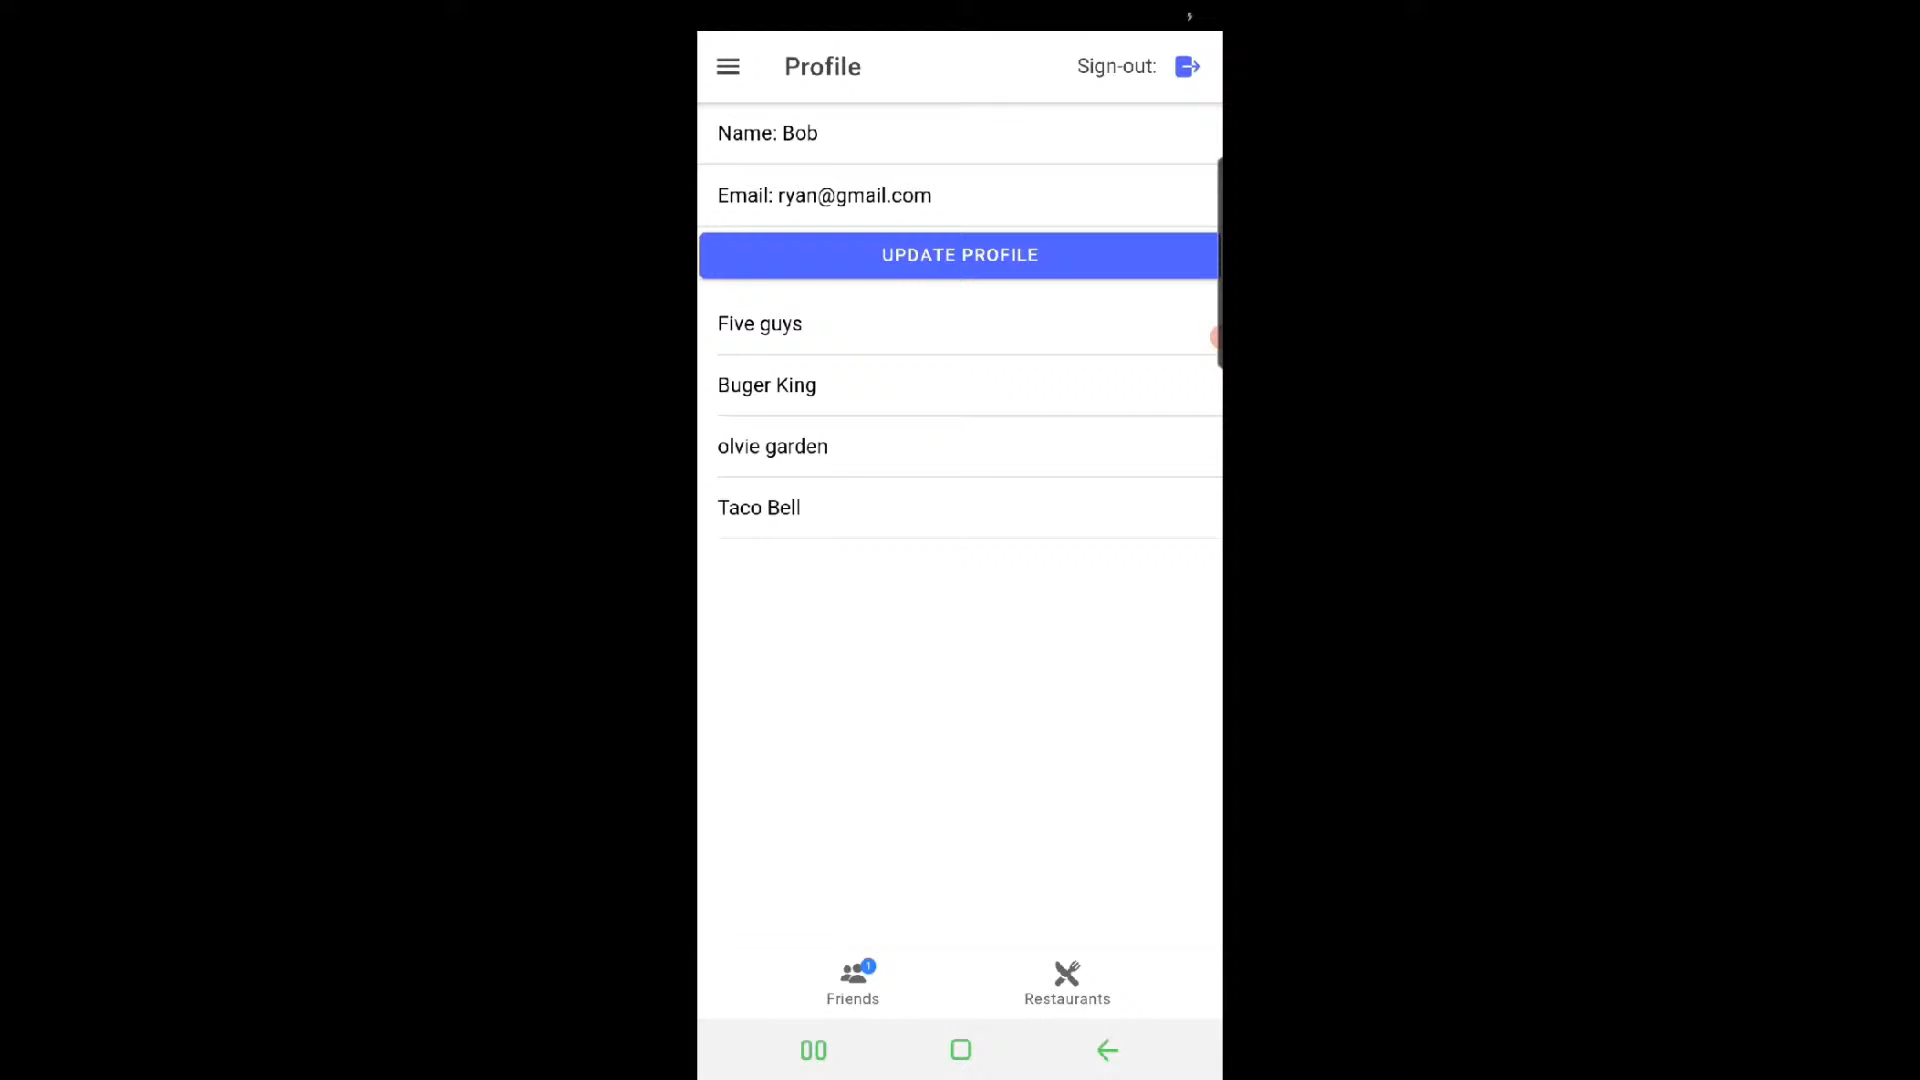 Profile
Sign-out:
Name: Bob
Email: ryan@gmail.com
UPDATE PROFILE
Five guys
Buger King
olvie garden
Taco Bell
1
Friends
Restaurants